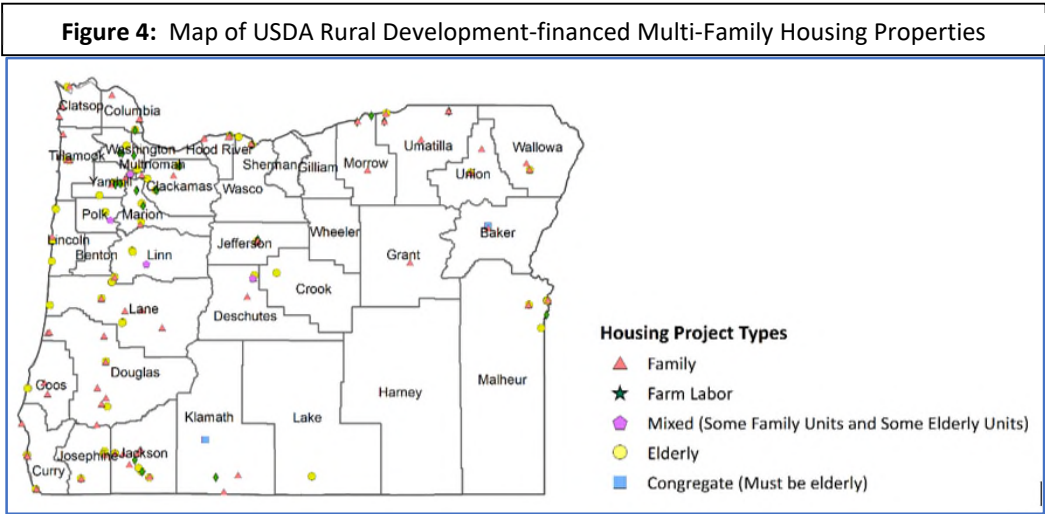 Figure 4: Map of USDA Rural Development-financed Multi-Family Housing Properties
Clatsop
Columbia
Tillamook
Washington
Hood River
Multnomah
Sherman
Gilliam
Morrow
Umatilla
Wallowa
Union
Yamhill
Clackamas
Wasco
Polk
Marion
Lincoln
Benton
Linn
Jefferson
Wheeler
Grant
Baker
Crook
Lane
Deschutes
Coos
Douglas
Klamath
Lake
Harney
Malheur
Josephine
Jackson
Curry
Housing Project Types
Family
Farm Labor
Mixed (Some Family Units and Some Elderly Units)
Elderly
Congregate (Must be elderly)